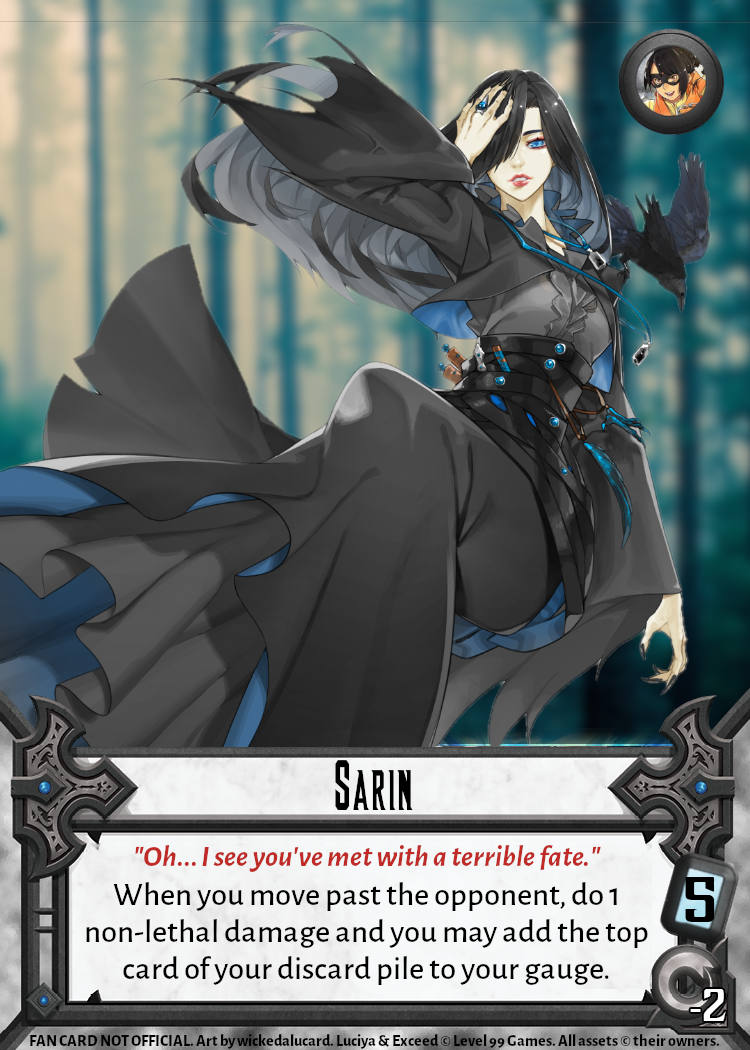 Sarin
"Oh... I see you've met with a terrible fate."
When you move past the opponent, do 1
non-lethal damage and you may add the top
card of your discard pile to your gauge.
5
-2
FAN CARD NOT OFFICIAL. Art by wickedalucard. Luciya & Exceed © Level 99 Games. All assets © their owners.